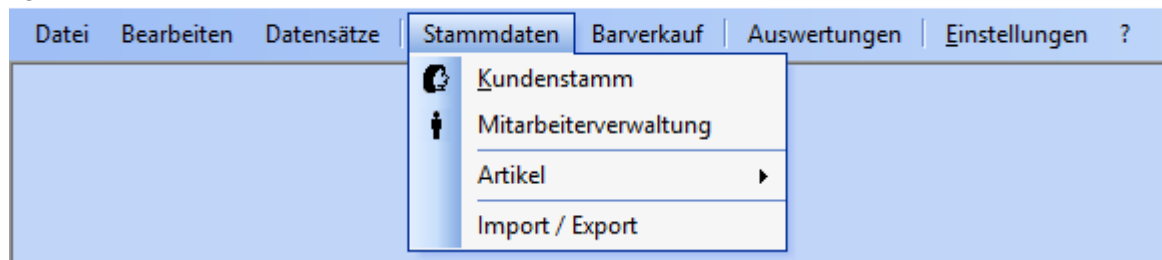 Datei Bearbeiten Datensätze Stammdaten Barverkauf Auswertungen Einstellungen ?
Kundenstamm
Mitarbeiterverwaltung
Artikel
Import / Export